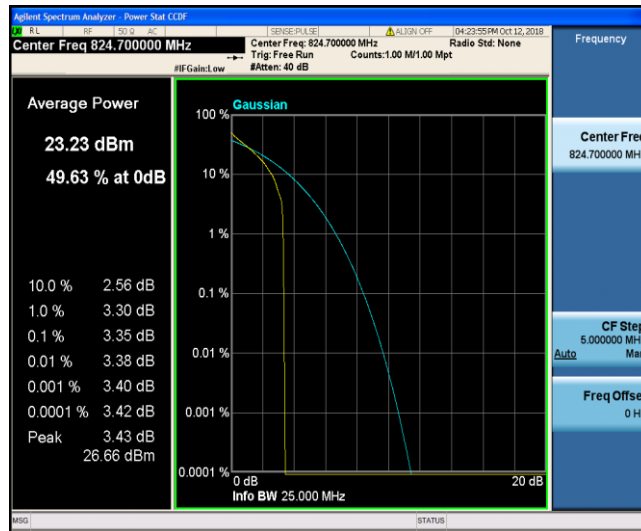 Agilent Spectrum Analyzer - Power Stat CCDF
RL RF 50 Ω AC SENSE:PULSE ALIGN OFF 04:23:55PM Oct 12, 2018
Center Freq 824.700000 MHz
Center Freq: 824.700000 MHz Radio Std: None
Trig: Free Run Counts:1.00 M/1.00 Mpt
#IFGain:Low #Atten: 40 dB
Frequency
Average Power
23.23 dBm
49.63 % at 0dB
10.0 % 2.56 dB
1.0 % 3.30 dB
0.1 % 3.35 dB
0.01 % 3.38 dB
0.001 % 3.40 dB
0.0001 % 3.42 dB
Peak 3.43 dB
26.66 dBm
Gaussian
100 %
10 %
1 %
0.1 %
0.01 %
0.001 %
0.0001 %
0 dB 20 dB
Info BW 25.000 MHz
Center Fre
824.700000 MH
CF Step
5.000000 MH
Auto Ma
Freq Offse
0 H
MSG STATUS